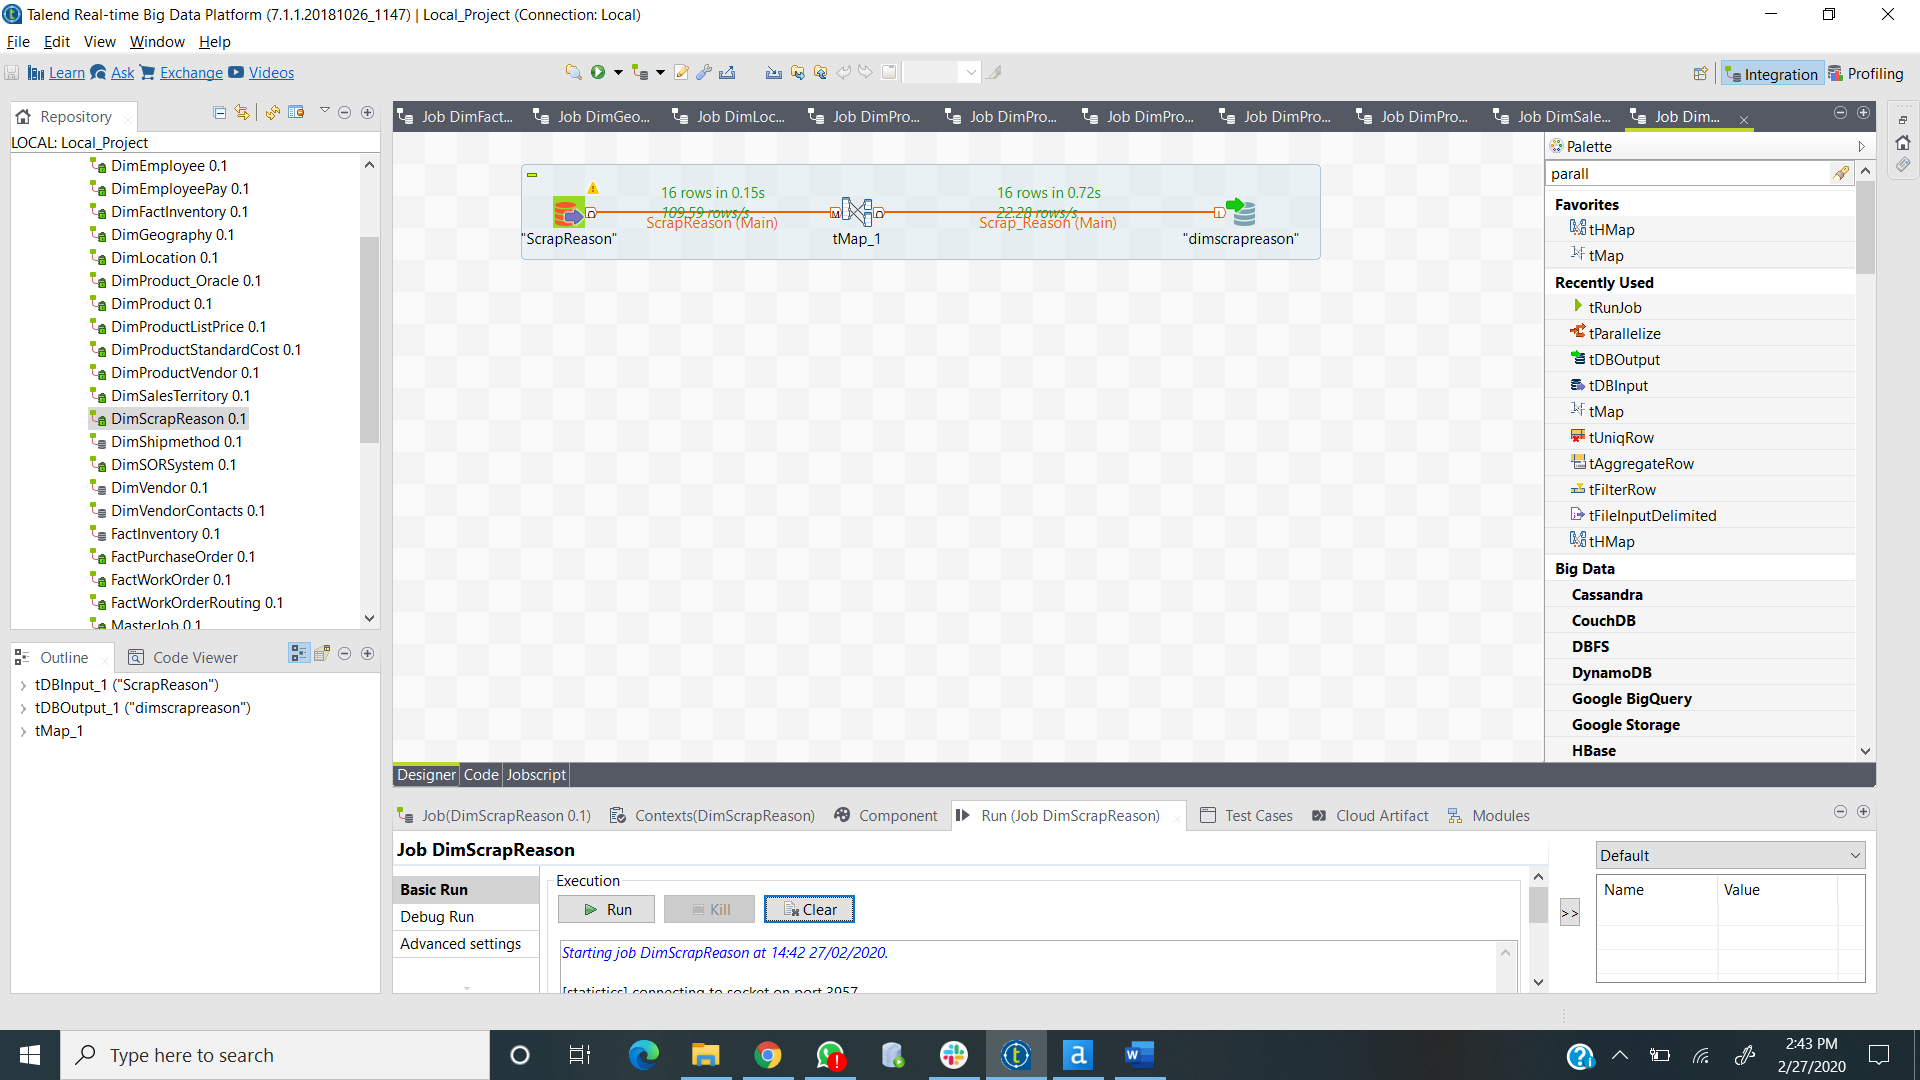 Talend Real-time Big Data Platform (7.1.1.20181026_1147) | Local_Project (Connection: Local)
File Edit View Window Help
Learn Ask Exchange Videos
Integration Profiling
Repository
LOCAL: Local_Project
DimEmployee 0.1
DimEmployeePay 0.1
DimFactInventory 0.1
DimGeography 0.1
DimLocation 0.1
DimProduct_Oracle 0.1
DimProduct 0.1
DimProductListPrice 0.1
DimProductStandardCost 0.1
DimProductVendor 0.1
DimSalesTerritory 0.1
DimScrapReason 0.1
DimShipmethod 0.1
DimSORSystem 0.1
DimVendor 0.1
DimVendorContacts 0.1
FactInventory 0.1
FactPurchaseOrder 0.1
FactWorkOrder 0.1
FactWorkOrderRouting 0.1
MasterJob 0.1
Outline Code Viewer
tDBInput_1 ("ScrapReason")
tDBOutput_1 ("dimscrapreason")
tMap_1
Job DimFact... Job DimGeo... Job DimLoc... Job DimPro... Job DimPro... Job DimPro... Job DimPro... Job DimPro... Job DimSale... Job Dim...
16 rows in 0.15s
109.59 rows/s
ScrapReason (Main)
16 rows in 0.72s
22.28 rows/s
Scrap_Reason (Main)
"ScrapReason"
tMap_1
"dimscrapreason"
Palette
parall
Favorites
tHMap
tMap
Recently Used
tRunJob
tParallelize
tDBOutput
tDBInput
tMap
tUniqRow
tAggregateRow
tFilterRow
tFileInputDelimited
tHMap
Big Data
Cassandra
CouchDB
DBFS
DynamoDB
Google BigQuery
Google Storage
HBase
Designer Code Jobscript
Job(DimScrapReason 0.1) Contexts(DimScrapReason) Component Run (Job DimScrapReason) Test Cases Cloud Artifact Modules
Job DimScrapReason
Basic Run
Debug Run
Advanced settings
Execution
Run Kill Clear
Starting job DimScrapReason at 14:42 27/02/2020.
[statistics] connecting to socket on port 3957
>>
Default
Name Value
Type here to search
2:43 PM
2/27/2020